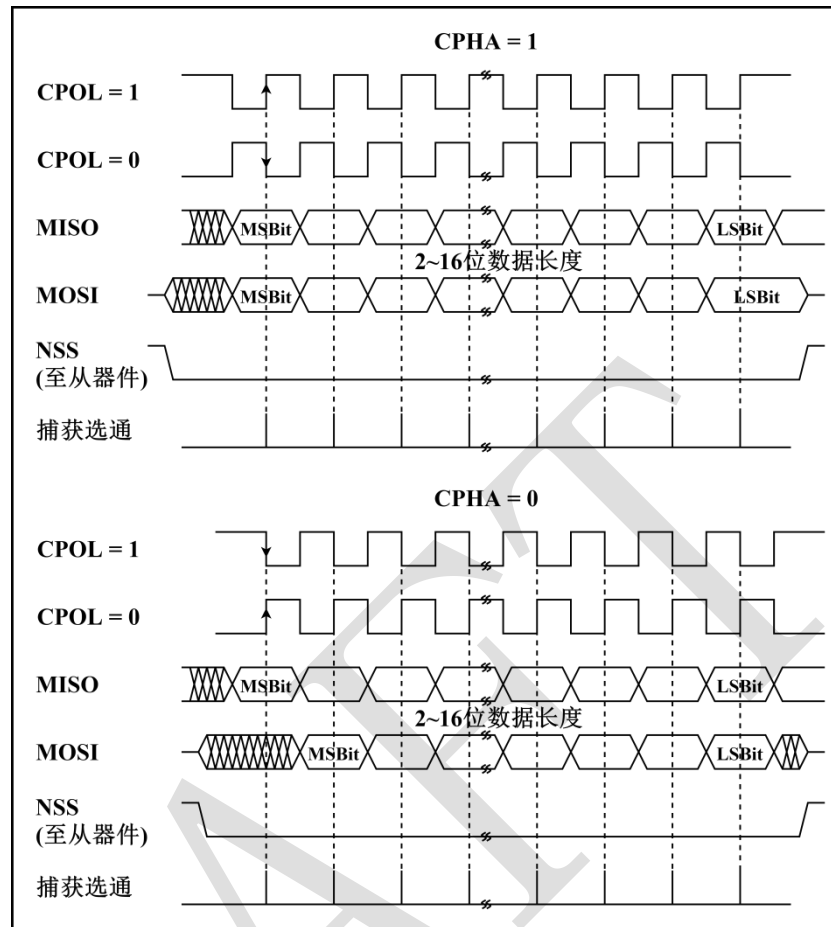 CPHA = 1
CPOL = 1
CPOL = 0
MISO
MSBit
LSBit
2~16位数据长度
MOSI
MSBit
LSBit
NSS
(至从器件)
捕获选通
CPHA = 0
CPOL = 1
CPOL = 0
MISO
MSBit
LSBit
2~16位数据长度
MOSI
MSBit
LSBit
NSS
(至从器件)
捕获选通
AFT